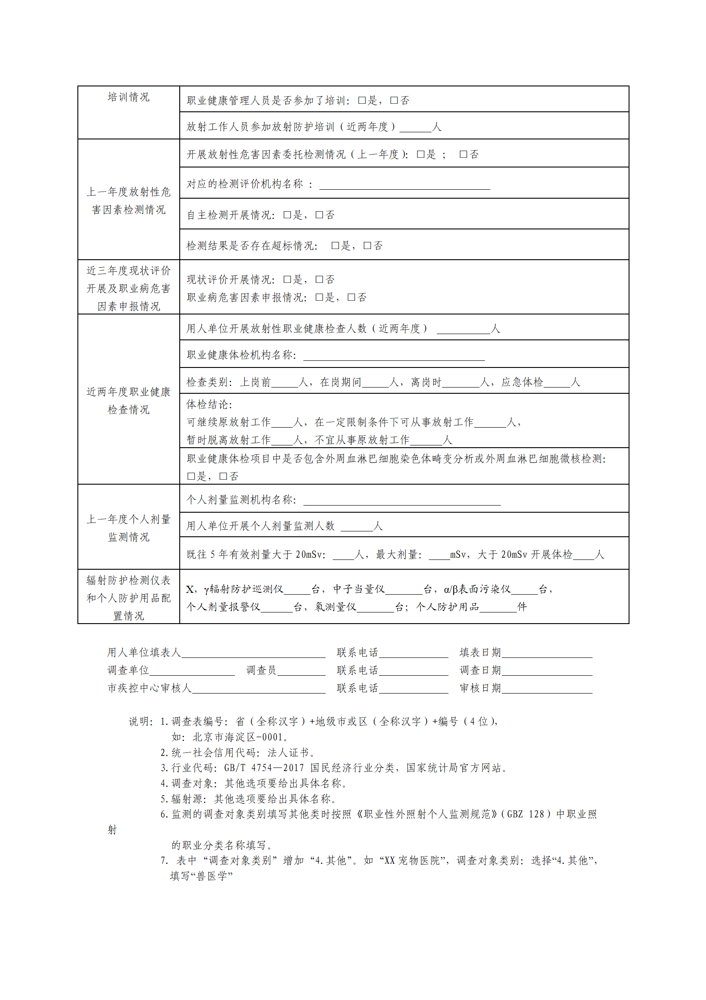 培训情况
职业健康管理人员是否参加了培训：□是，□否
放射工作人员参加放射防护培训（近两年度）______人
上一年度放射性危
害因素检测情况
开展放射性危害因素委托检测情况（上一年度）：□是 ； □否
对应的检测评价机构名称 ：________________________________
自主检测开展情况：□是，□否
检测结果是否存在超标情况： □是，□否
近三年度现状评价
开展及职业病危害
因素申报情况
现状评价开展情况：□是，□否
职业病危害因素申报情况：□是，□否
近两年度职业健康
检查情况
用人单位开展放射性职业健康检查人数（近两年度） __________人
职业健康体检机构名称：__________________________________
检查类别：上岗前_____人，在岗期间_____人，离岗时_______人，应急体检_____人
体检结论：
可继续原放射工作____人，在一定限制条件下可从事放射工作______人，
暂时脱离放射工作____人，不宜从事原放射工作______人
职业健康体检项目中是否包含外周血淋巴细胞染色体畸变分析或外周血淋巴细胞微核检测：
□是，□否
上一年度个人剂量
监测情况
个人剂量监测机构名称：_____________________________________
用人单位开展个人剂量监测人数 ______人
既往 5 年有效剂量大于 20mSv：____人，最大剂量：____mSv，大于 20mSv 开展体检____人
辐射防护检测仪表
和个人防护用品配
置情况
X，γ辐射防护巡测仪_____台，中子当量仪_______台，α/β表面污染仪_____台，
个人剂量报警仪______台，氡测量仪_______台；个人防护用品_______件
用人单位填表人___________________________ 联系电话_____________ 填表日期_________________
调查单位________________ 调查员_________ 联系电话_____________ 调查日期_________________
市疾控中心审核人_________________________ 联系电话_____________ 审核日期_________________
说明：1.调查表编号：省（全称汉字）+地级市或区（全称汉字）+编号（4 位），
如：北京市海淀区-0001。
2.统一社会信用代码：法人证书。
3.行业代码：GB/T 4754—2017 国民经济行业分类，国家统计局官方网站。
4.调查对象：其他选项要给出具体名称。
5.辐射源：其他选项要给出具体名称。
6.监测的调查对象类别填写其他类时按照《职业性外照射个人监测规范》（GBZ 128）中职业照
射
的职业分类名称填写。
7. 表中“调查对象类别”增加“4.其他”。如“XX 宠物医院”，调查对象类别：选择“4.其他”，
填写“兽医学”